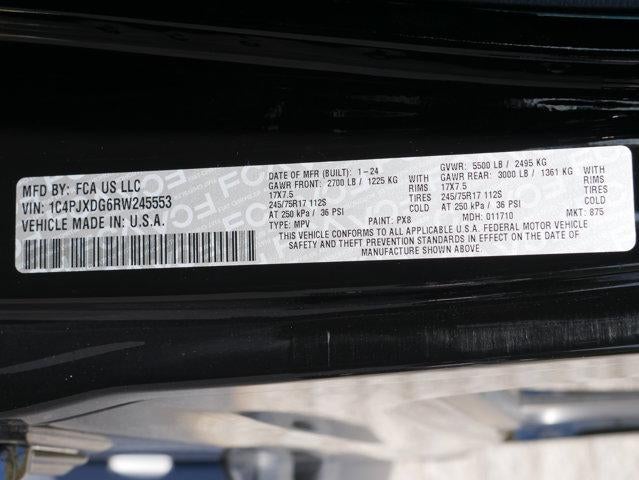 MFD BY: FCA US LLC
VIN: 1C4PJXDG6RW245553
VEHICLE MADE IN: U.S.A.
DATE OF MFR (BUILT): 1-24 GVWR: 5500 LB / 2495 KG
GAWR FRONT: 2700 LB / 1225 KG WITH GAWR REAR: 3000 LB / 1361 KG WITH
17X7.5 RIMS 17X7.5 RIMS
245/75R17 112S TIRES 245/75R17 112S TIRES
AT 250 kPa / 36 PSI COLD AT 250 kPa / 36 PSI COLD
TYPE: MPV PAINT: PX8 MDH: 011710 MKT: 875
THIS VEHICLE CONFORMS TO ALL APPLICABLE U.S.A. FEDERAL MOTOR VEHICLE
SAFETY AND THEFT PREVENTION STANDARDS IN EFFECT ON THE DATE OF
MANUFACTURE SHOWN ABOVE.